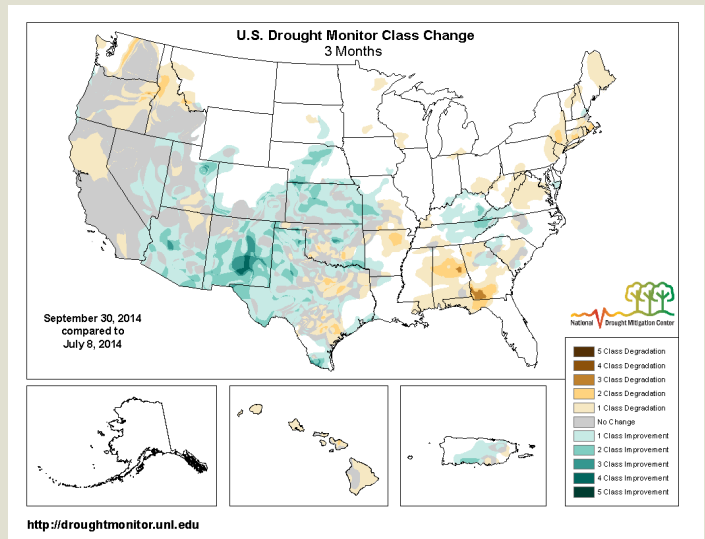 U.S. Drought Monitor Class Change
3 Months
September 30, 2014
compared to
July 8, 2014
National Drought Mitigation Center
5 Class Degradation
4 Class Degradation
3 Class Degradation
2 Class Degradation
1 Class Degradation
No Change
1 Class Improvement
2 Class Improvement
3 Class Improvement
4 Class Improvement
5 Class Improvement
http://droughtmonitor.unl.edu